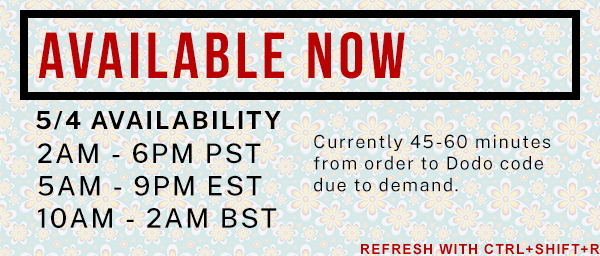 AVAILABLE NOW
5/4 AVAILABILITY
2AM - 6PM PST
5AM - 9PM EST
10AM - 2AM BST
Currently 45-60 minutes
from order to Dodo code
due to demand.
REFRESH WITH CTRL+SHIFT+R